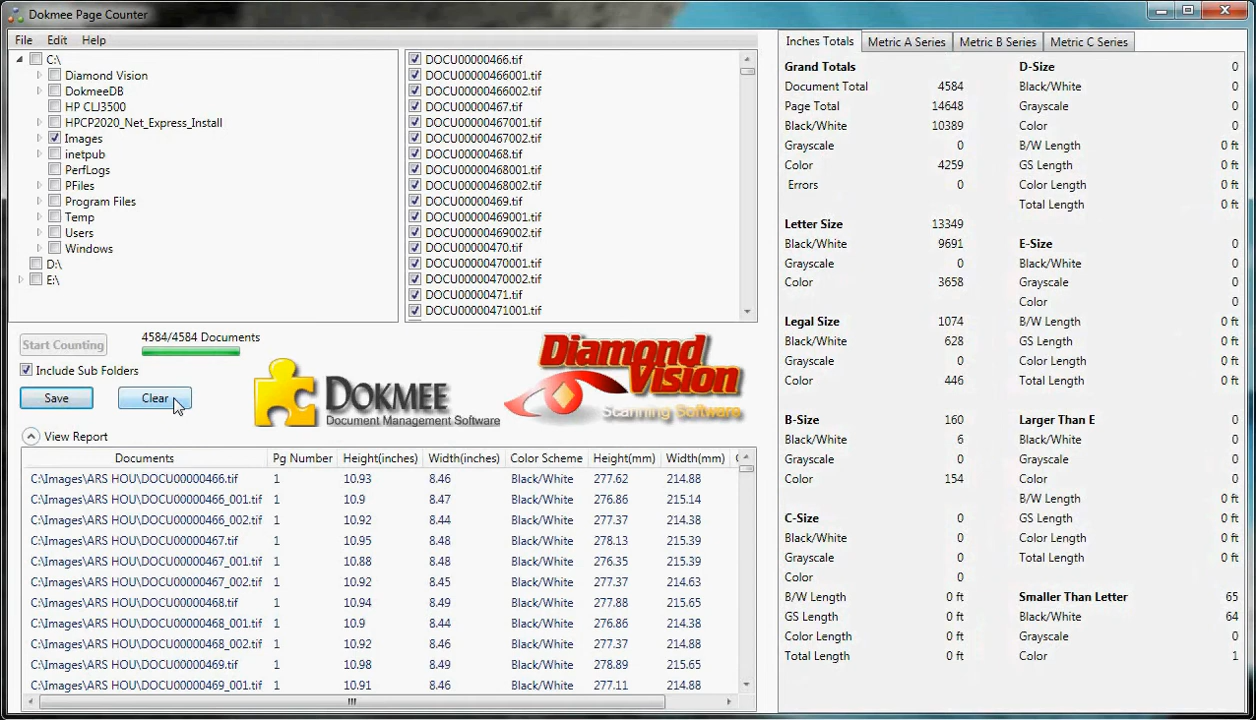 Dokmee Page Counter
File Edit Help
C:\
Diamond Vision
DokmeeDB
HP CLJ3500
HPCP2020_Net_Express_Install
Images
inetpub
PerfLogs
PFiles
Program Files
Temp
Users
Windows
D:\
E:\
DOCU00000466.tif
DOCU00000466001.tif
DOCU00000466002.tif
DOCU00000467.tif
DOCU00000467001.tif
DOCU00000467002.tif
DOCU00000468.tif
DOCU00000468001.tif
DOCU00000468002.tif
DOCU00000469.tif
DOCU00000469001.tif
DOCU00000469002.tif
DOCU00000470.tif
DOCU00000470001.tif
DOCU00000470002.tif
DOCU00000471.tif
DOCU00000471001.tif
Start Counting
4584/4584 Documents
Include Sub Folders
Save Clear
DOKMEE
Document Management Software
Diamond
Vision
Scanning Software
View Report
Documents Pg Number Height(inches) Width(inches) Color Scheme Height(mm) Width(mm)
C:\Images\ARS HOU\DOCU00000466.tif 1 10.93 8.46 Black/White 277.62 214.88
C:\Images\ARS HOU\DOCU00000466_001.tif 1 10.9 8.47 Black/White 276.86 215.14
C:\Images\ARS HOU\DOCU00000466_002.tif 1 10.92 8.44 Black/White 277.37 214.38
C:\Images\ARS HOU\DOCU00000467.tif 1 10.95 8.48 Black/White 278.13 215.39
C:\Images\ARS HOU\DOCU00000467_001.tif 1 10.88 8.48 Black/White 276.35 215.39
C:\Images\ARS HOU\DOCU00000467_002.tif 1 10.92 8.45 Black/White 277.37 214.63
C:\Images\ARS HOU\DOCU00000468.tif 1 10.94 8.49 Black/White 277.88 215.65
C:\Images\ARS HOU\DOCU00000468_001.tif 1 10.9 8.44 Black/White 276.86 214.38
C:\Images\ARS HOU\DOCU00000468_002.tif 1 10.92 8.46 Black/White 277.37 214.88
C:\Images\ARS HOU\DOCU00000469.tif 1 10.98 8.49 Black/White 278.89 215.65
C:\Images\ARS HOU\DOCU00000469_001.tif 1 10.91 8.46 Black/White 277.11 214.88
Inches Totals Metric A Series Metric B Series Metric C Series
Grand Totals
Document Total 4584
Page Total 14648
Black/White 10389
Grayscale 0
Color 4259
Errors 0
Letter Size 13349
Black/White 9691
Grayscale 0
Color 3658
Legal Size 1074
Black/White 628
Grayscale 0
Color 446
B-Size 160
Black/White 6
Grayscale 0
Color 154
C-Size 0
Black/White 0
Grayscale 0
Color 0
B/W Length 0 ft
GS Length 0 ft
Color Length 0 ft
Total Length 0 ft
D-Size 0
Black/White 0
Grayscale 0
Color 0
B/W Length 0 ft
GS Length 0 ft
Color Length 0 ft
Total Length 0 ft
E-Size 0
Black/White 0
Grayscale 0
Color 0
B/W Length 0 ft
GS Length 0 ft
Color Length 0 ft
Total Length 0 ft
Larger Than E 0
Black/White 0
Grayscale 0
Color 0
B/W Length 0 ft
GS Length 0 ft
Color Length 0 ft
Total Length 0 ft
Smaller Than Letter 65
Black/White 64
Grayscale 0
Color 1